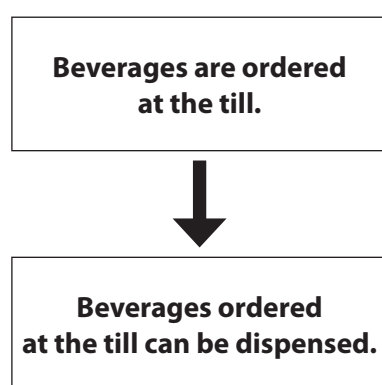 Beverages are ordered
at the till.
Beverages ordered
at the till can be dispensed.